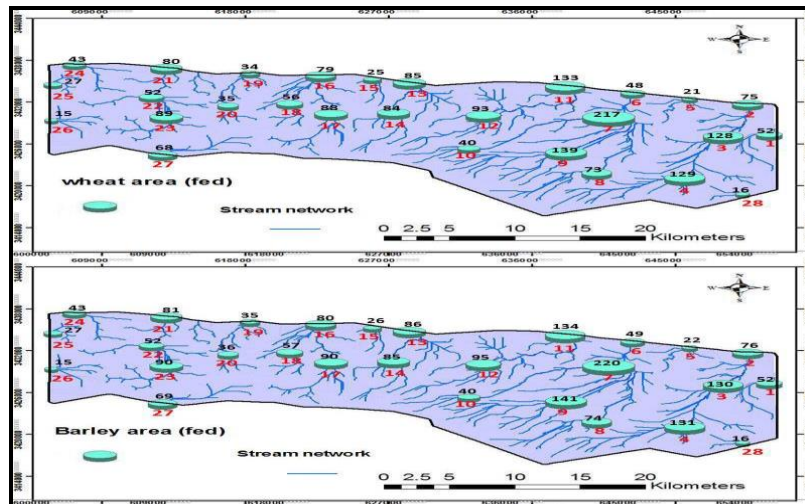 609000 618000 627000 636000 645000
N
W E
S
43 80 34 79 25 85 133 48 21 75
24 21 19 16 15 13 11 6 5 2
27 52 35 56 93 217
25 22 20 18 12 7
15 89 88 84 128 52
26 23 17 14 3 1
68 40 139 73 129 16
27 10 9 8 4 28
wheat area (fed)
Stream network
0 2.5 5 10 15 20
Kilometers
609000 618000 627000 636000 645000 654000
N
W E
S
43 81 35 80 26 86 134 49 22 76
24 21 19 16 15 13 11 6 5 2
27 52 36 57 95 220
25 22 20 18 12 7
15 90 90 85 130 52
26 23 17 14 3 1
69 40 141 74 131 16
27 10 9 8 4 28
Barley area (fed)
Stream network
0 2.5 5 10 15 20
Kilometers
609000 618000 627000 636000 645000 654000